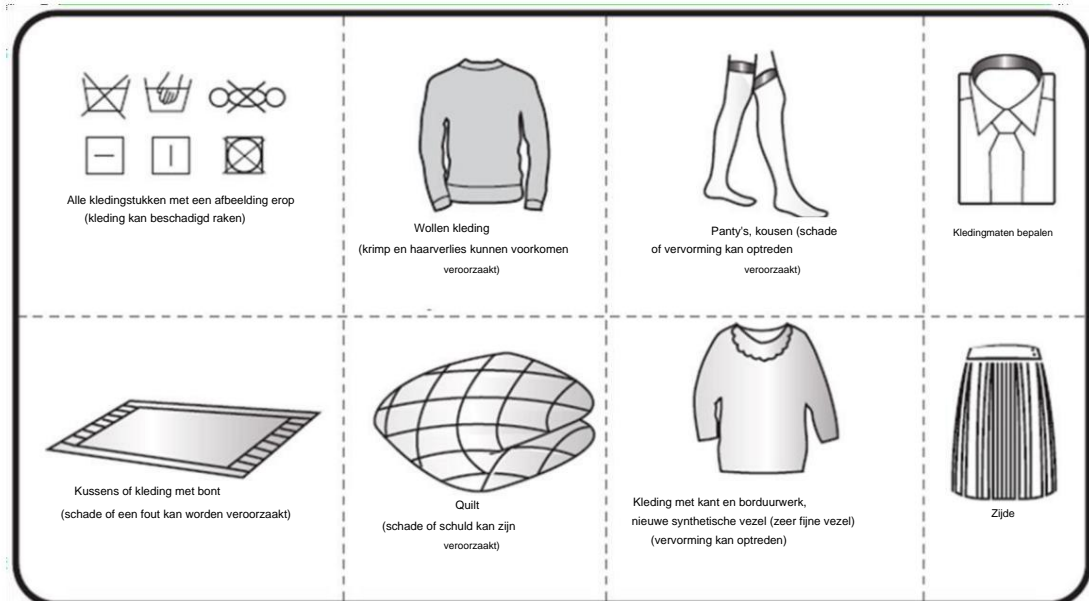 Alle kledingstukken met een afbeelding erop
(kleding kan beschadigd raken)
Wollen kleding
(krimp en haarverlies kunnen voorkomen
veroorzaakt)
Panty's, kousen (schade
of vervorming kan optreden
veroorzaakt)
Kledingmaten bepalen
Kussens of kleding met bont
(schade of een fout kan worden veroorzaakt)
Quilt
(schade of schuld kan zijn
veroorzaakt)
Kleding met kant en borduurwerk,
nieuwe synthetische vezel (zeer fijne vezel)
(vervorming kan optreden)
Zijde